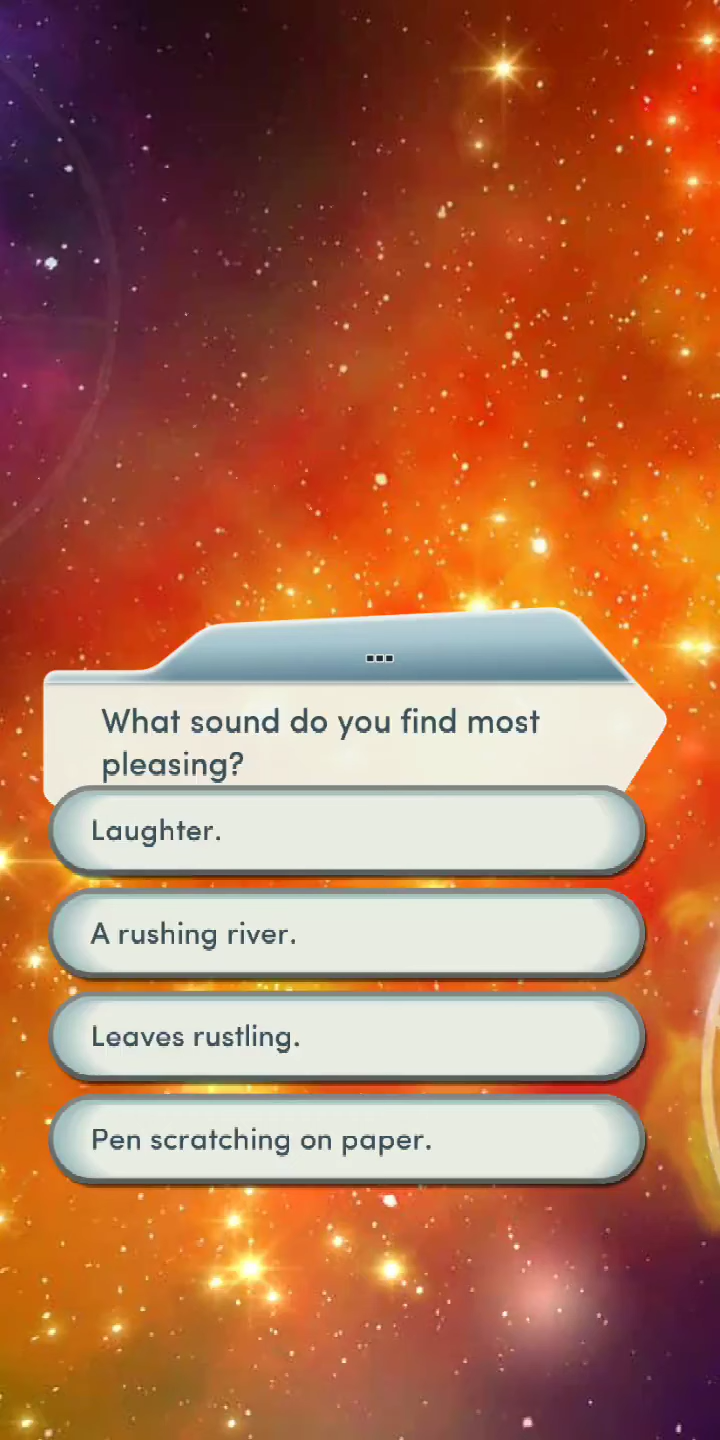 ...
What sound do you find most
pleasing?
Laughter.
A rushing river.
Leaves rustling.
Pen scratching on paper.